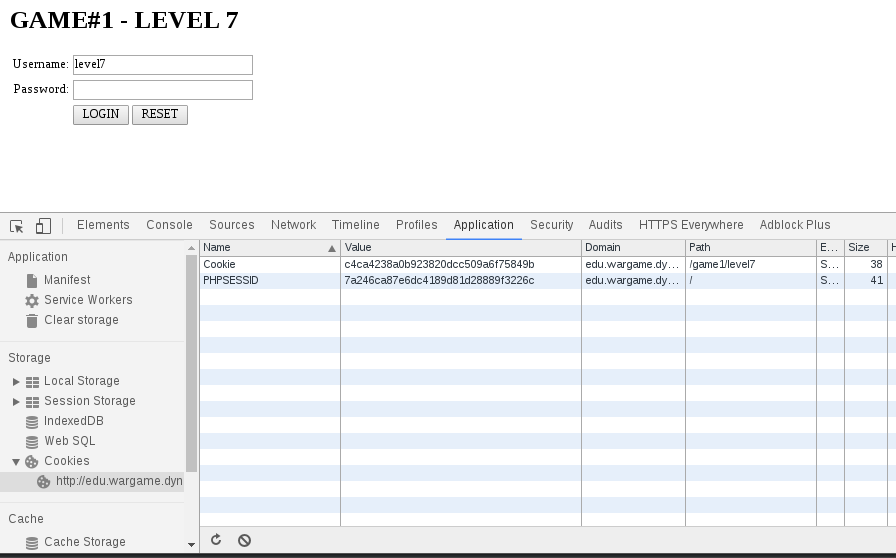 GAME#1 - LEVEL 7
Username: level7
Password:
LOGIN RESET
Elements Console Sources Network Timeline Profiles Application Security Audits HTTPS Everywhere Adblock Plus
Application
Manifest
Service Workers
Clear storage
Storage
Local Storage
Session Storage
IndexedDB
Web SQL
Cookies
http://edu.wargame.dyn
Cache
Cache Storage
Name Value Domain Path E... Size H
Cookie c4ca4238a0b923820dcc509a6f75849b edu.wargame.dy... /game1/level7 S... 38
PHPSESSID 7a246ca87e6dc4189d81d28889f3226c edu.wargame.dy... / S... 41